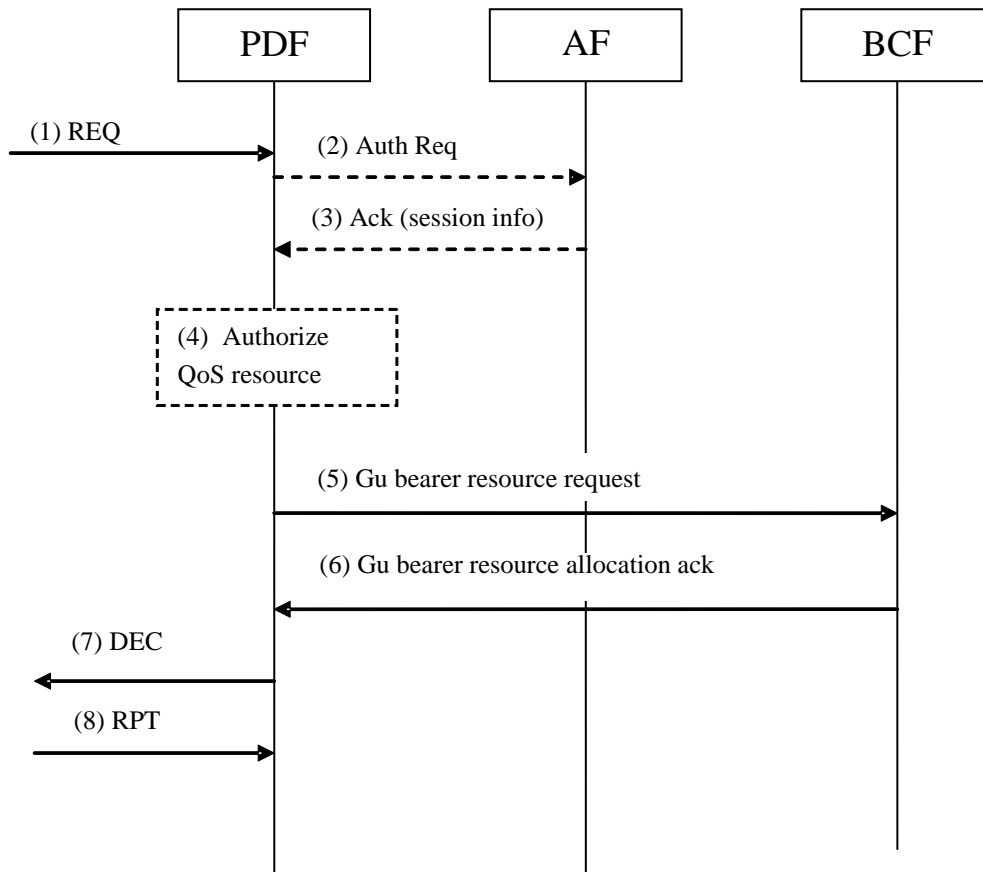 PDF
AF
BCF
(1) REQ
(2) Auth Req
(3) Ack (session info)
(4) Authorize
QoS resource
(5) Gu bearer resource request
(6) Gu bearer resource allocation ack
(7) DEC
(8) RPT